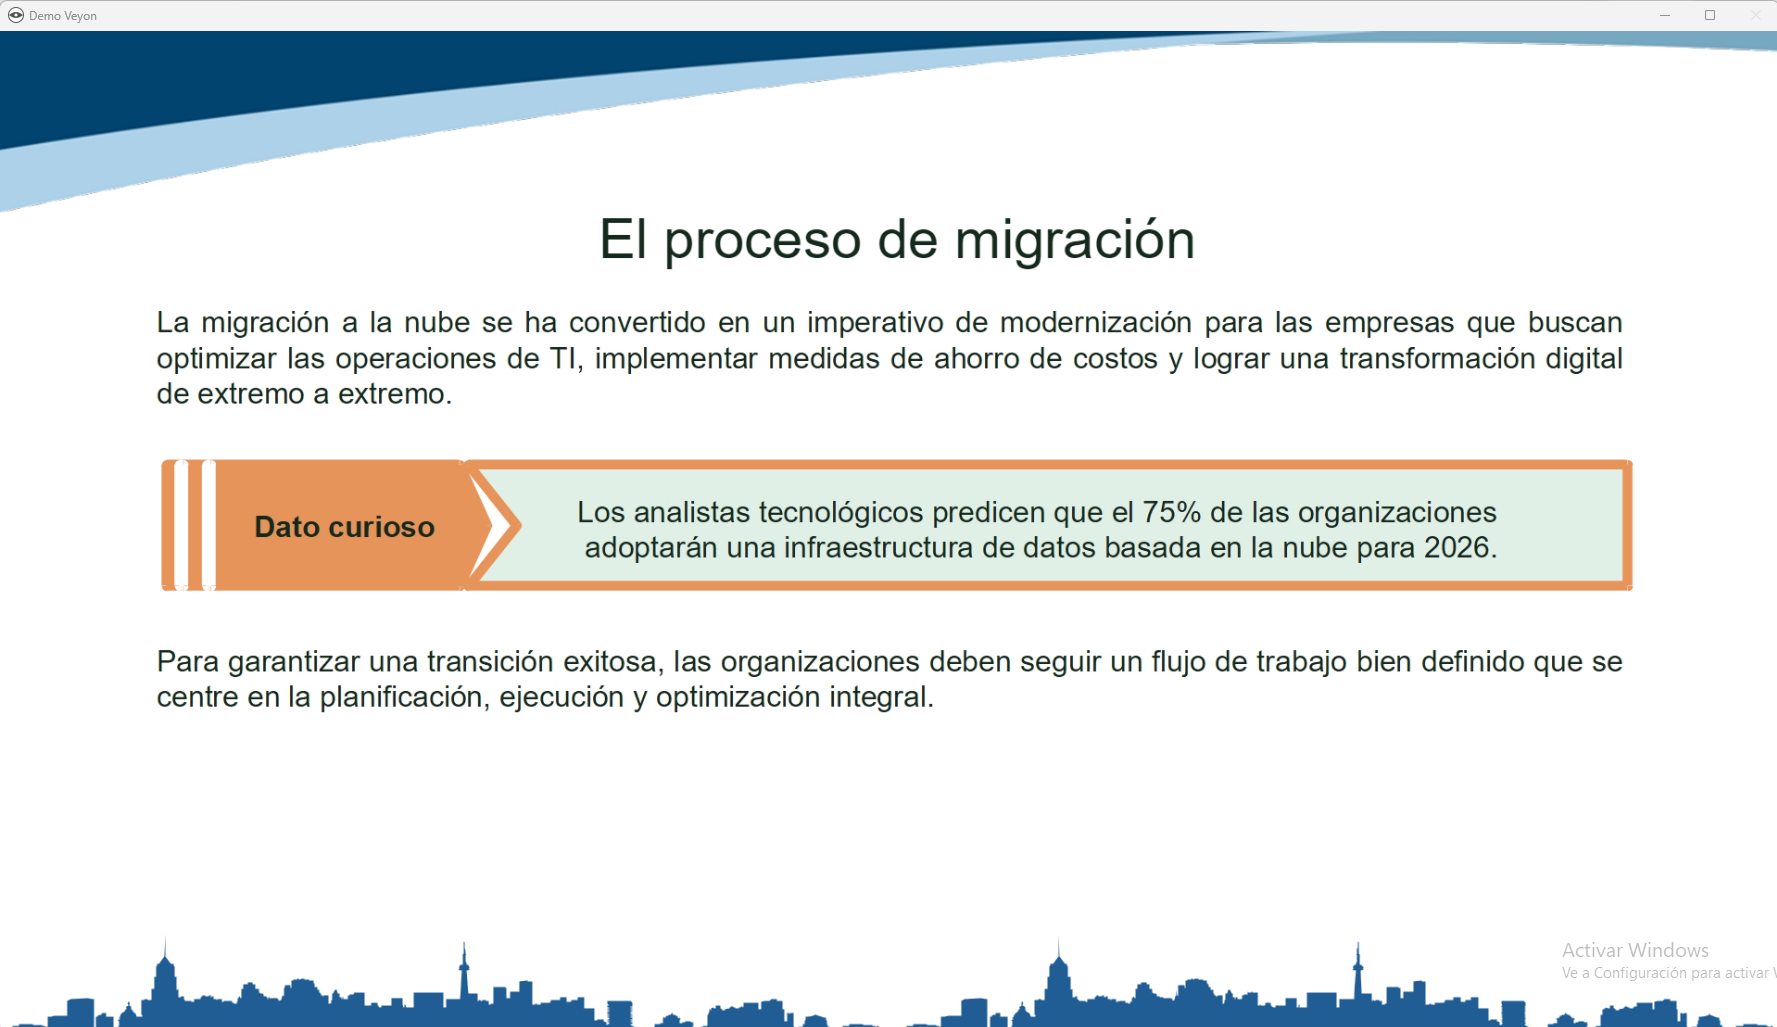 Demo Veyon
El proceso de migración
La migración a la nube se ha convertido en un imperativo de modernización para las empresas que buscan
optimizar las operaciones de TI, implementar medidas de ahorro de costos y lograr una transformación digital
de extremo a extremo.
Dato curioso
Los analistas tecnológicos predicen que el 75% de las organizaciones
adoptarán una infraestructura de datos basada en la nube para 2026.
Para garantizar una transición exitosa, las organizaciones deben seguir un flujo de trabajo bien definido que se
centre en la planificación, ejecución y optimización integral.
Activar Windows
Ve a Configuración para activar